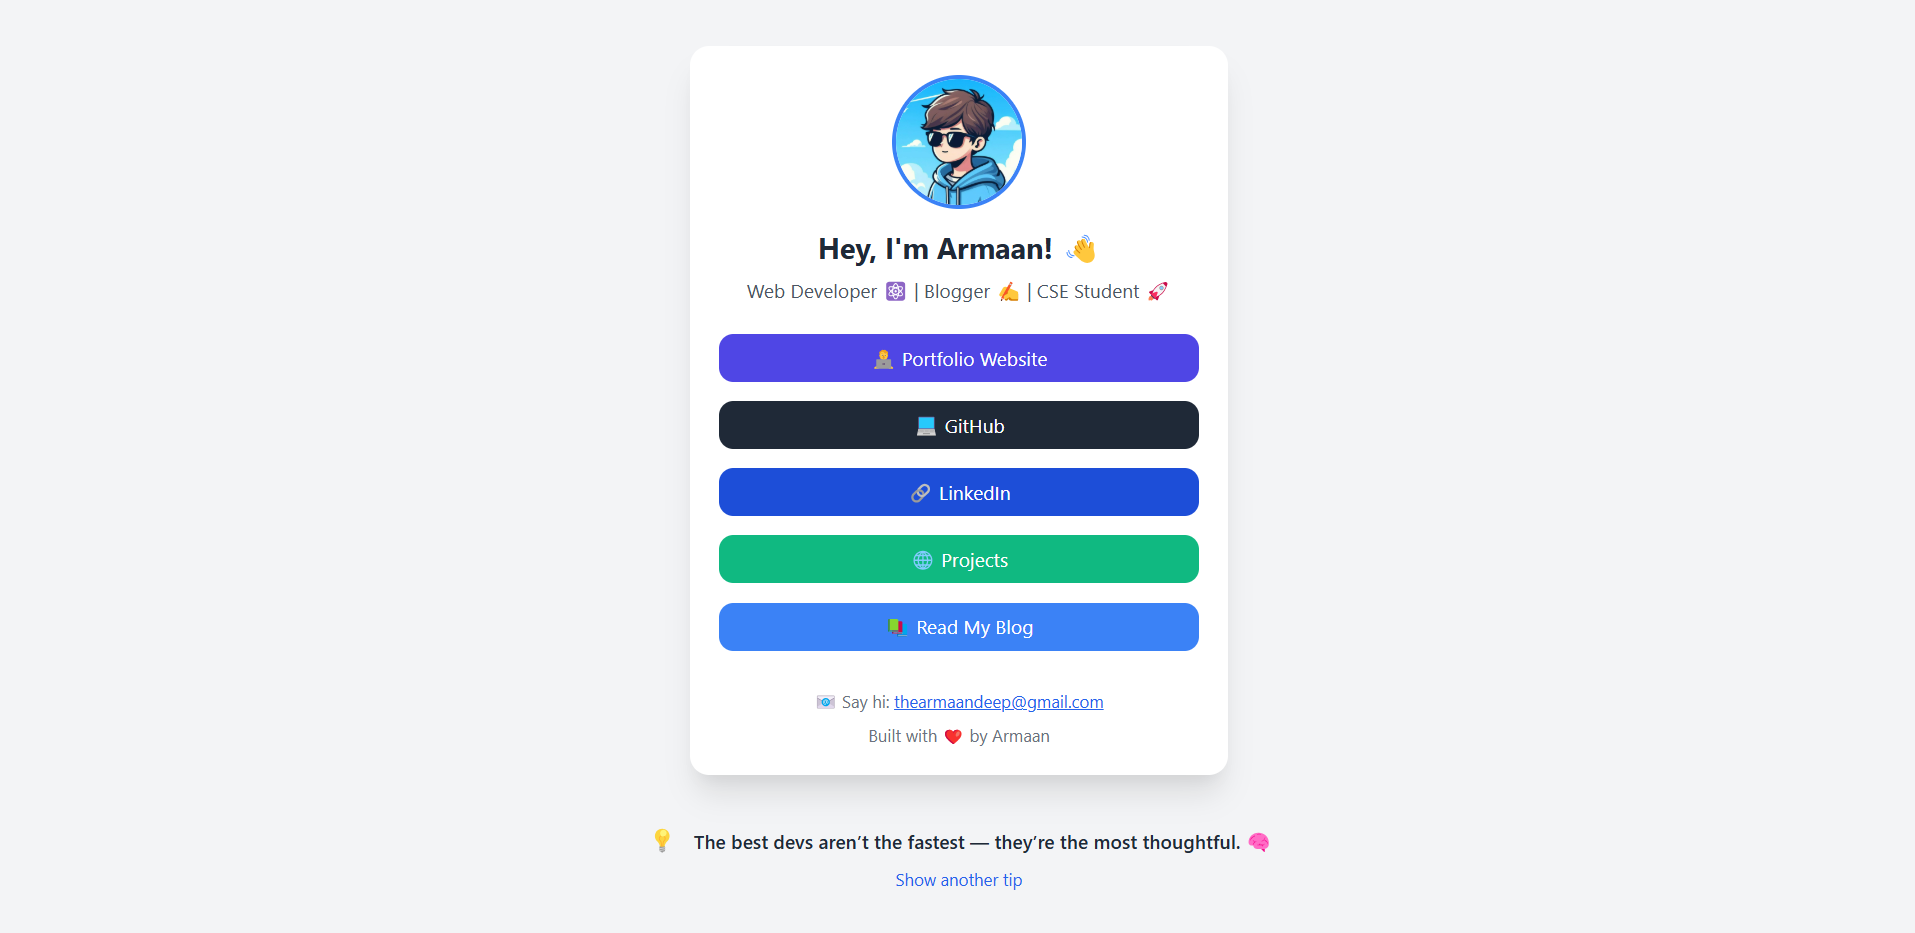 Hey, I'm Armaan! 👋
Web Developer ⚛️ | Blogger ✍️ | CSE Student 🚀
👨‍💻 Portfolio Website
💻 GitHub
🔗 LinkedIn
🌐 Projects
📚 Read My Blog
📧 Say hi: thearmaandeep@gmail.com
Built with ❤️ by Armaan
💡 The best devs aren’t the fastest — they’re the most thoughtful. 🧠
Show another tip